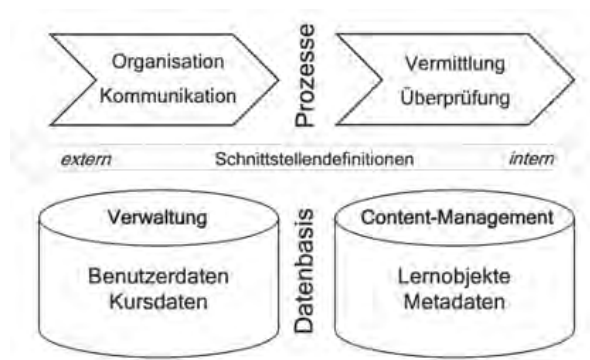 Organisation
Kommunikation
Prozesse
Vermittlung
Überprüfung
extern
Schnittstellendefinitionen
intern
Verwaltung
Benutzerdaten
Kursdaten
Datenbasis
Content-Management
Lernobjekte
Metadaten